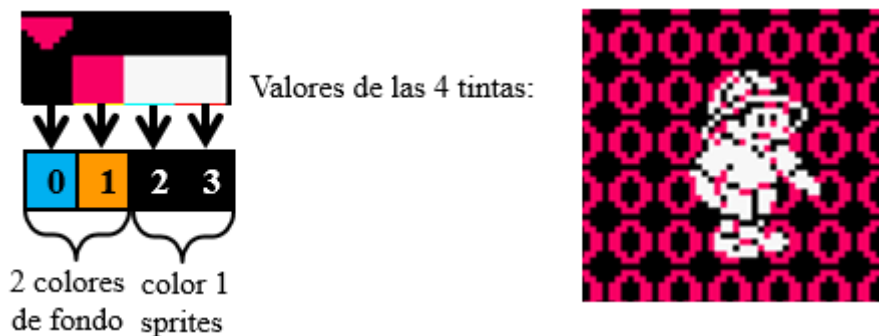 Valores de las 4 tintas:
0 1 2 3
2 colores color 1
de fondo sprites